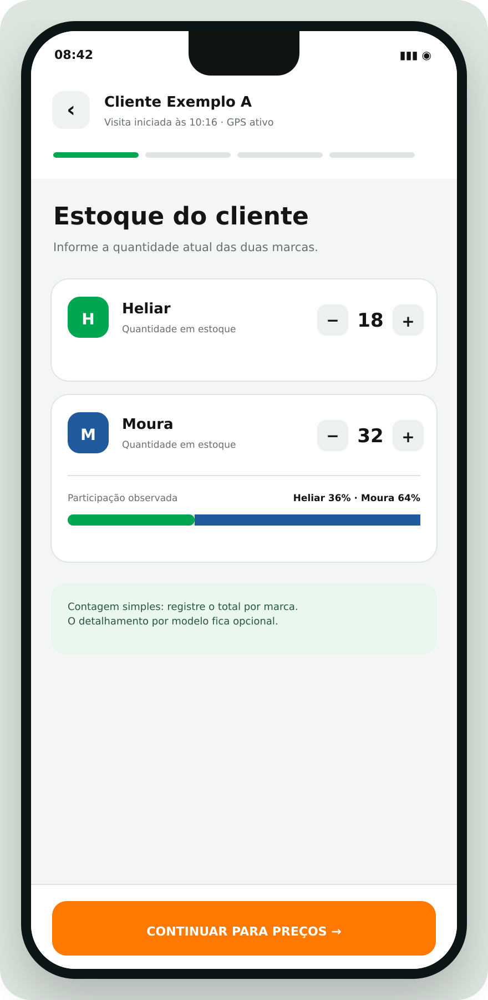 08:42
Cliente Exemplo A
Visita iniciada às 10:16 · GPS ativo
Estoque do cliente
Informe a quantidade atual das duas marcas.
H
Heliar
Quantidade em estoque
− 18 +
M
Moura
Quantidade em estoque
− 32 +
Participação observada
Heliar 36% · Moura 64%
Contagem simples: registre o total por marca.
O detalhamento por modelo fica opcional.
CONTINUAR PARA PREÇOS →